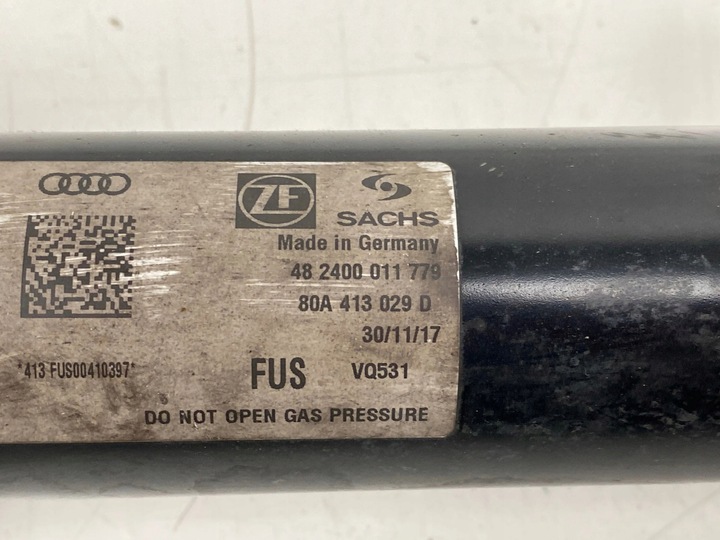 ZF
SACHS
Made in Germany
48 2400 011 779
80A 413 029 D
30/11/17
*413 FUS00410397*
FUS VQ531
DO NOT OPEN GAS PRESSURE